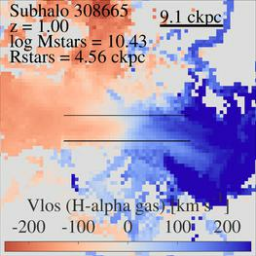 Subhalo 308665
9.1 ckpc
z = 1.00
log Mstars = 10.43
Rstars = 4.56 ckpc
Vlos (H-alpha gas) [km s⁻¹]
-200 -100 0 100 200